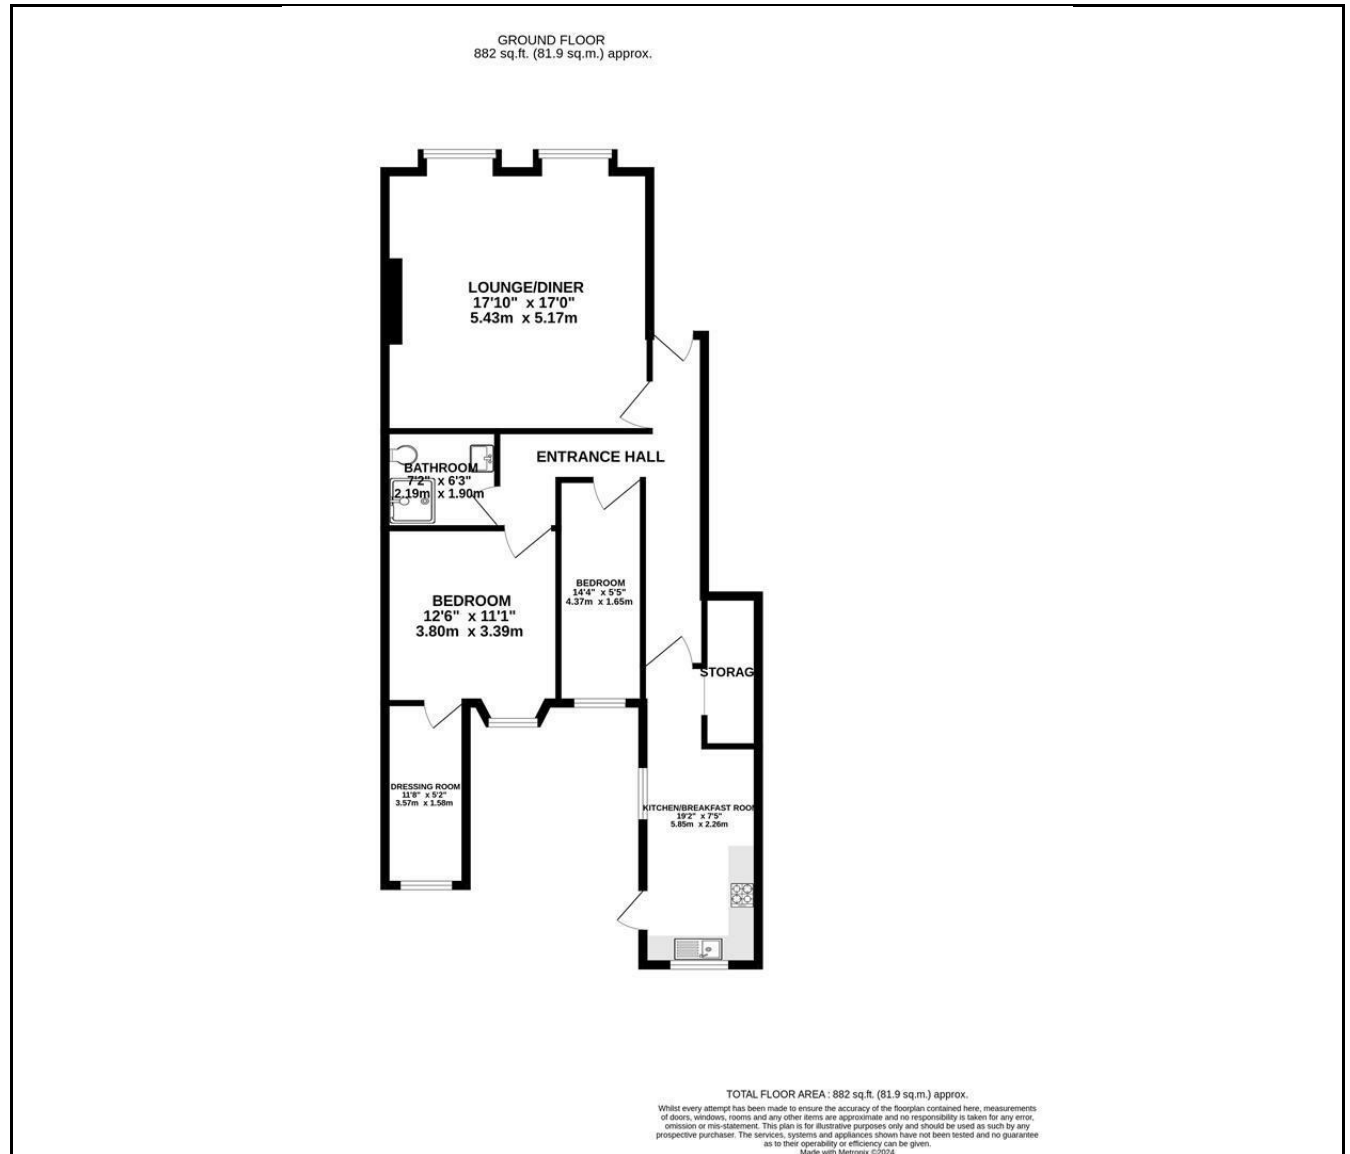 GROUND FLOOR
882 sq.ft. (81.9 sq.m.) approx.
LOUNGE/DINER
17'10" x 17'0"
5.43m x 5.17m
ENTRANCE HALL
BATHROOM
7'2" x 6'3"
2.19m x 1.90m
BEDROOM
14'4" x 5'5"
4.37m x 1.65m
BEDROOM
12'6" x 11'1"
3.80m x 3.39m
STORAG
DRESSING ROOM
11'8" x 5'2"
3.57m x 1.58m
KITCHEN/BREAKFAST ROOM
19'2" x 7'5"
5.85m x 2.26m
TOTAL FLOOR AREA : 882 sq.ft. (81.9 sq.m.) approx.
Whilst every attempt has been made to ensure the accuracy of the floorplan contained here, measurements
of doors, windows, rooms and any other items are approximate and no responsibility is taken for any error,
omission or mis-statement. This plan is for illustrative purposes only and should be used as such by any
prospective purchaser. The services, systems and appliances shown have not been tested and no guarantee
as to their operability or efficiency can be given.
Made with Metropix ©2024